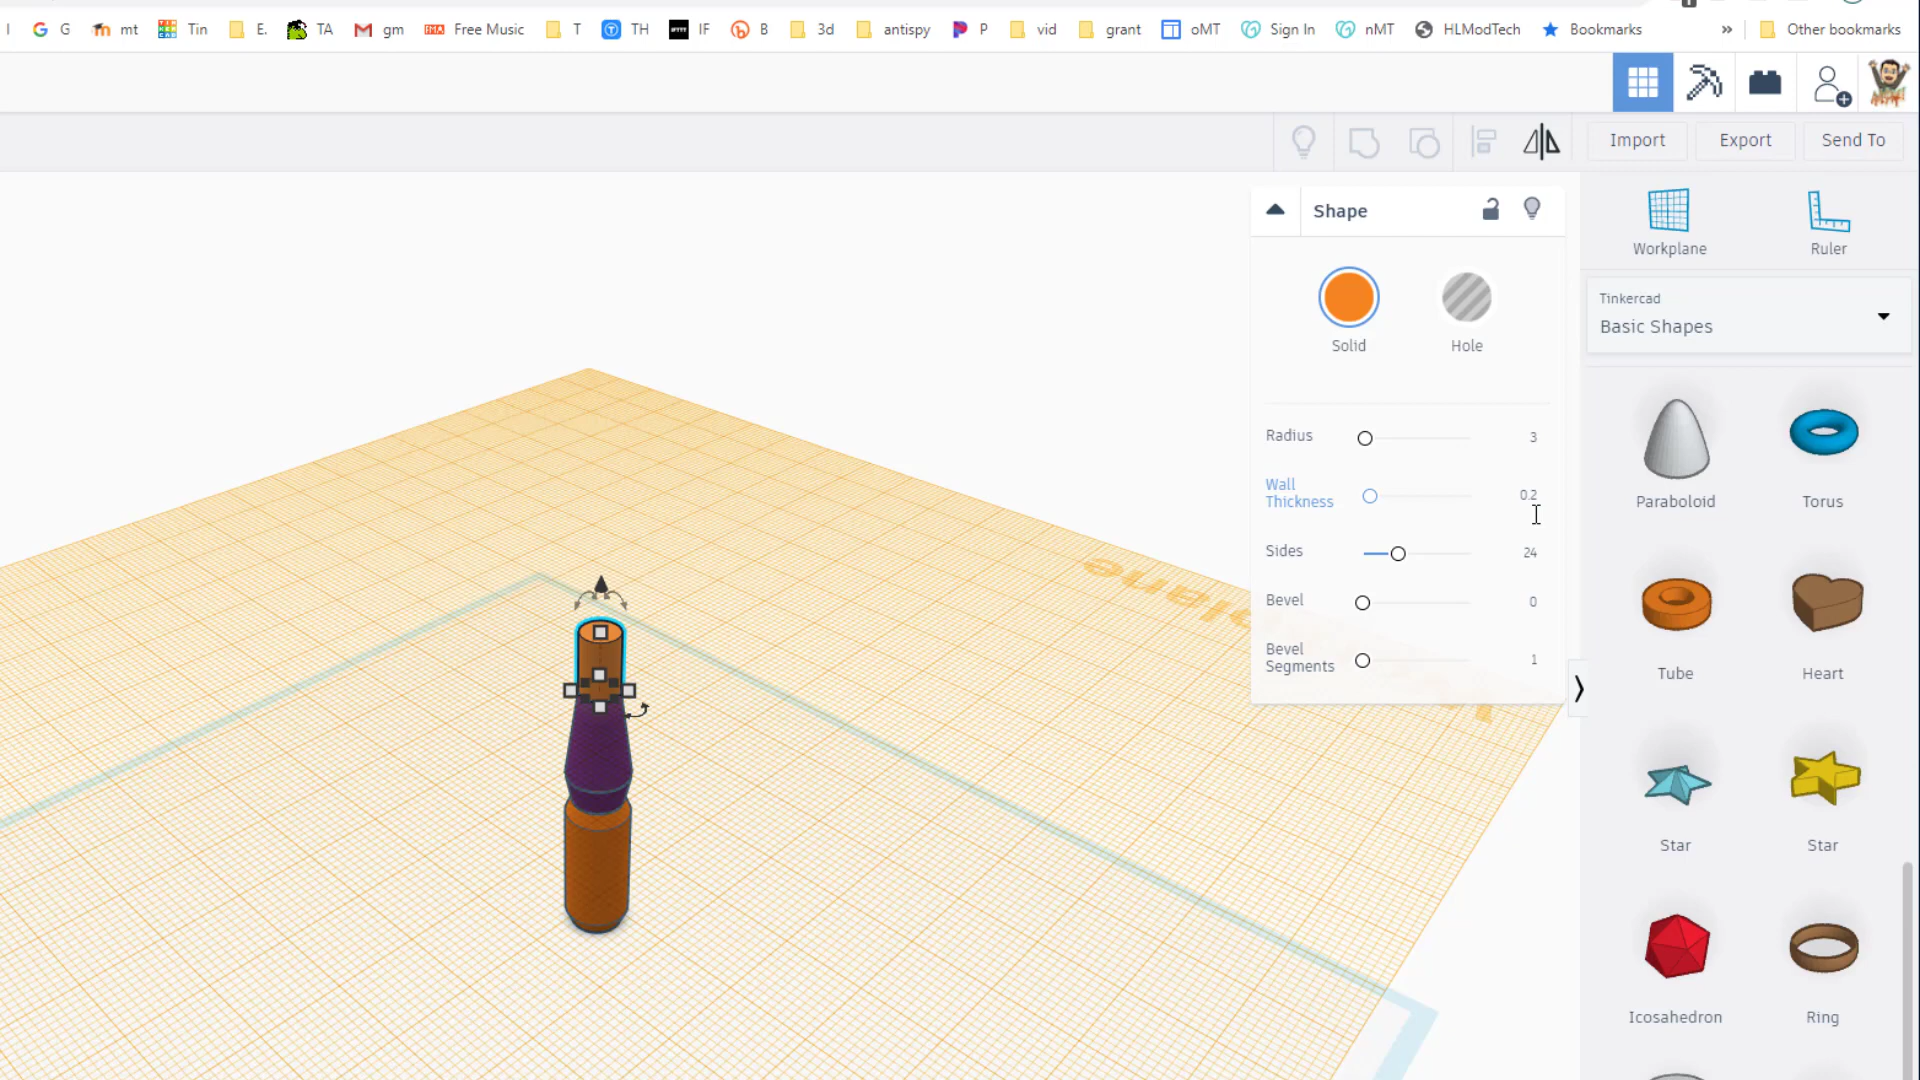 G mt Tin E. TA gm Free Music T TH IF B 3d antispy P vid grant oMT Sign In nMT HLModTech Bookmarks » Other bookmarks
Import Export Send To
Shape
Workplane Ruler
Solid Hole
Tinkercad
Basic Shapes
Radius 3
Wall
Thickness 0.2
Sides 24
Bevel 0
Bevel
Segments 1
Paraboloid Torus
Tube Heart
Star Star
Icosahedron Ring